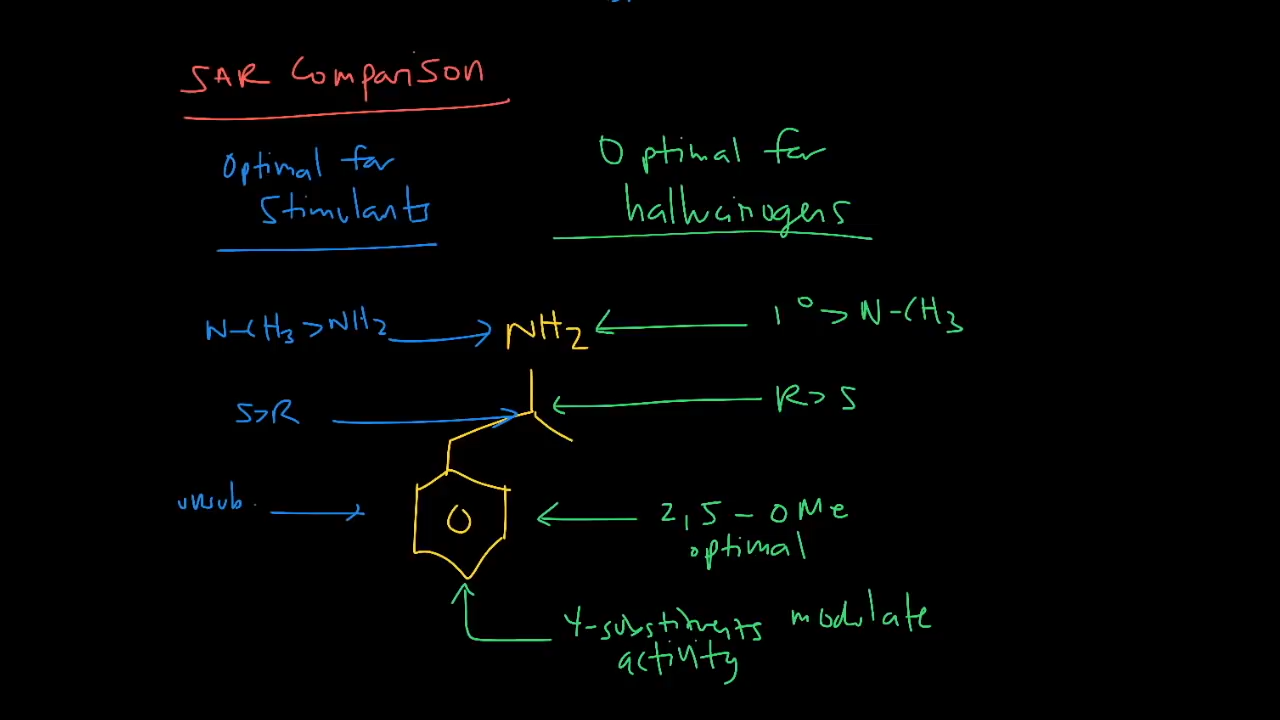 SAR Comparison
Optimal for
Stimulants
Optimal for
hallucinogens
N-CH3 > NH2
NH2
1° > N-CH3
S>R
R> S
unsub.
2,5 - OMe
optimal
4-substituents modulate
activity